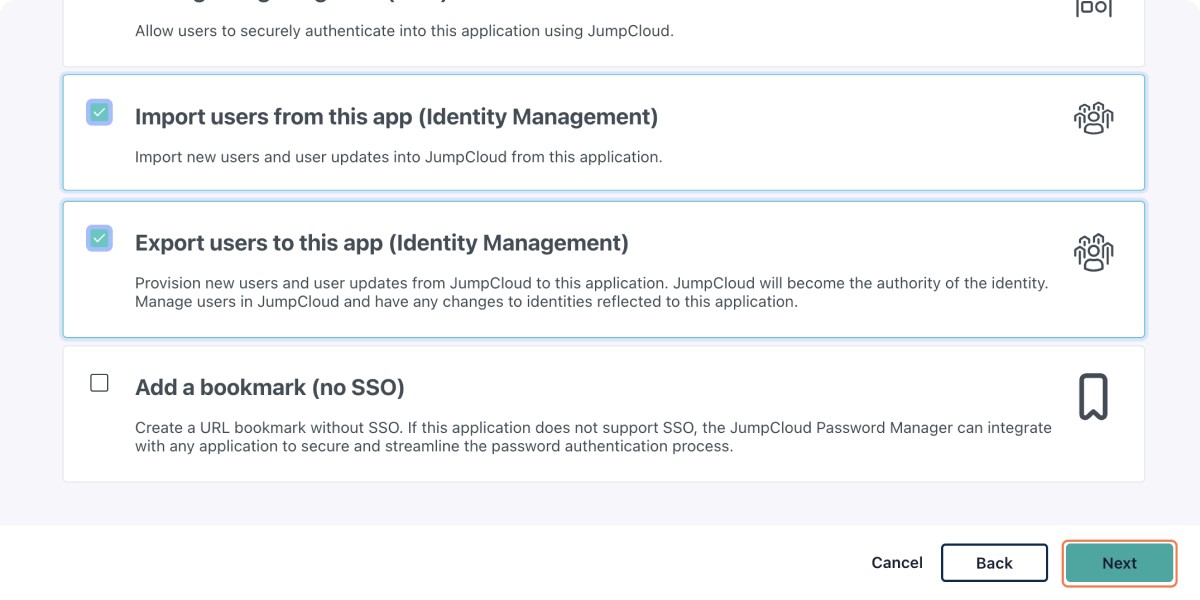 Allow users to securely authenticate into this application using JumpCloud.
Import users from this app (Identity Management)
Import new users and user updates into JumpCloud from this application.
Export users to this app (Identity Management)
Provision new users and user updates from JumpCloud to this application. JumpCloud will become the authority of the identity.
Manage users in JumpCloud and have any changes to identities reflected to this application.
Add a bookmark (no SSO)
Create a URL bookmark without SSO. If this application does not support SSO, the JumpCloud Password Manager can integrate
with any application to secure and streamline the password authentication process.
Cancel
Back
Next